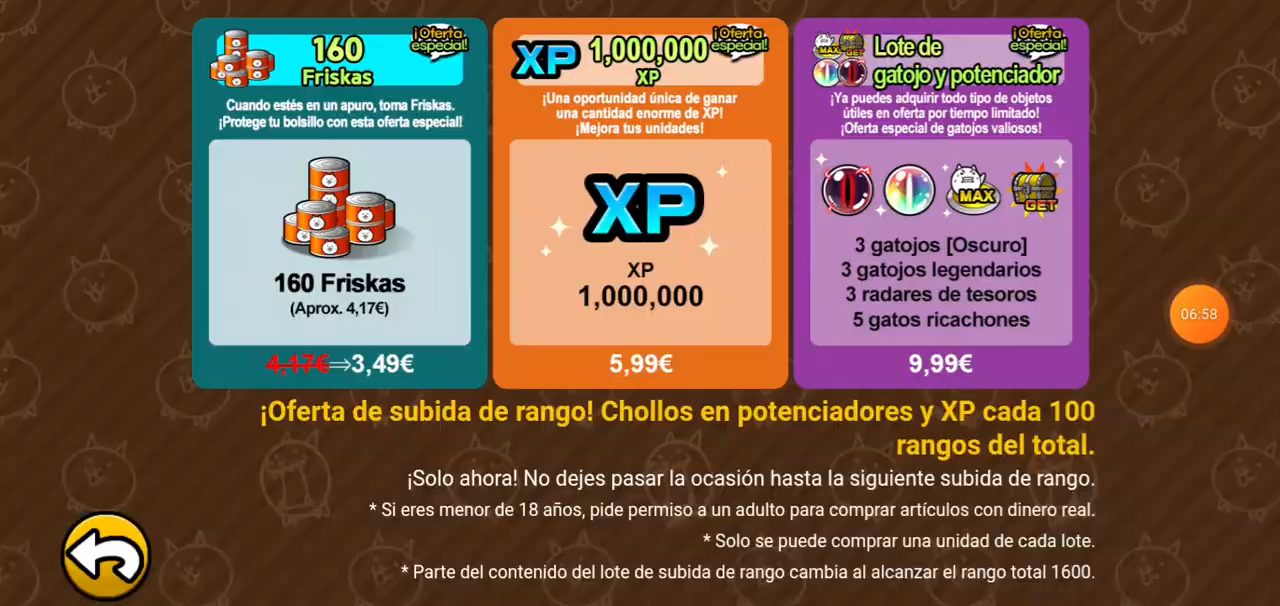 160
Friskas
¡Oferta
especial!
Cuando estés en un apuro, toma Friskas.
¡Protege tu bolsillo con esta oferta especial!
160 Friskas
(Aprox. 4,17€)
4,17€⇒3,49€
XP
1,000,000
XP
¡Oferta
especial!
¡Una oportunidad única de ganar
una cantidad enorme de XP!
¡Mejora tus unidades!
XP
XP
1,000,000
5,99€
MAX
GET
Lote de
gatojo y potenciador
¡Oferta
especial!
¡Ya puedes adquirir todo tipo de objetos
útiles en oferta por tiempo limitado!
¡Oferta especial de gatojos valiosos!
MAX
GET
3 gatojos [Oscuro]
3 gatojos legendarios
3 radares de tesoros
5 gatos ricachones
9,99€
06:58
¡Oferta de subida de rango! Chollos en potenciadores y XP cada 100
rangos del total.
¡Solo ahora! No dejes pasar la ocasión hasta la siguiente subida de rango.
* Si eres menor de 18 años, pide permiso a un adulto para comprar artículos con dinero real.
* Solo se puede comprar una unidad de cada lote.
* Parte del contenido del lote de subida de rango cambia al alcanzar el rango total 1600.